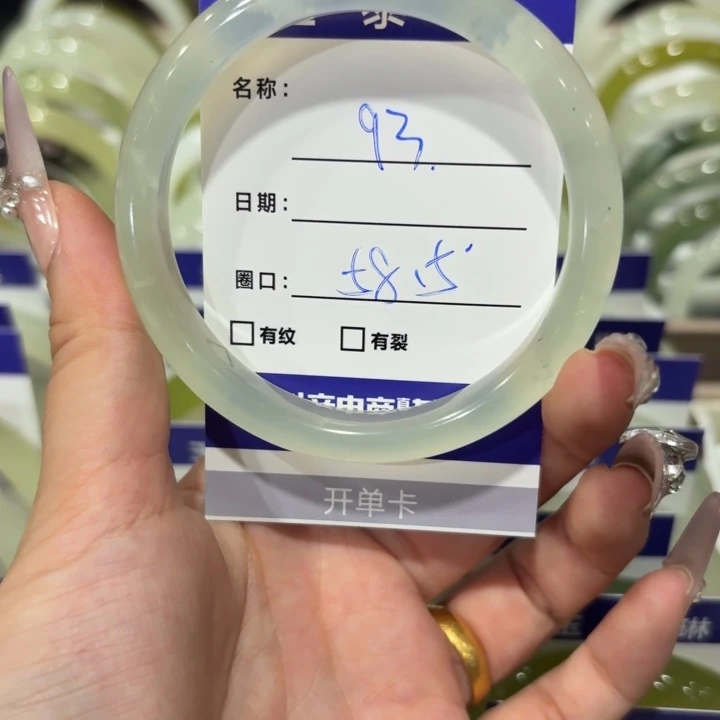 名称： 93.
日期：
圈口： 58.5
□有纹 □有裂
开单卡